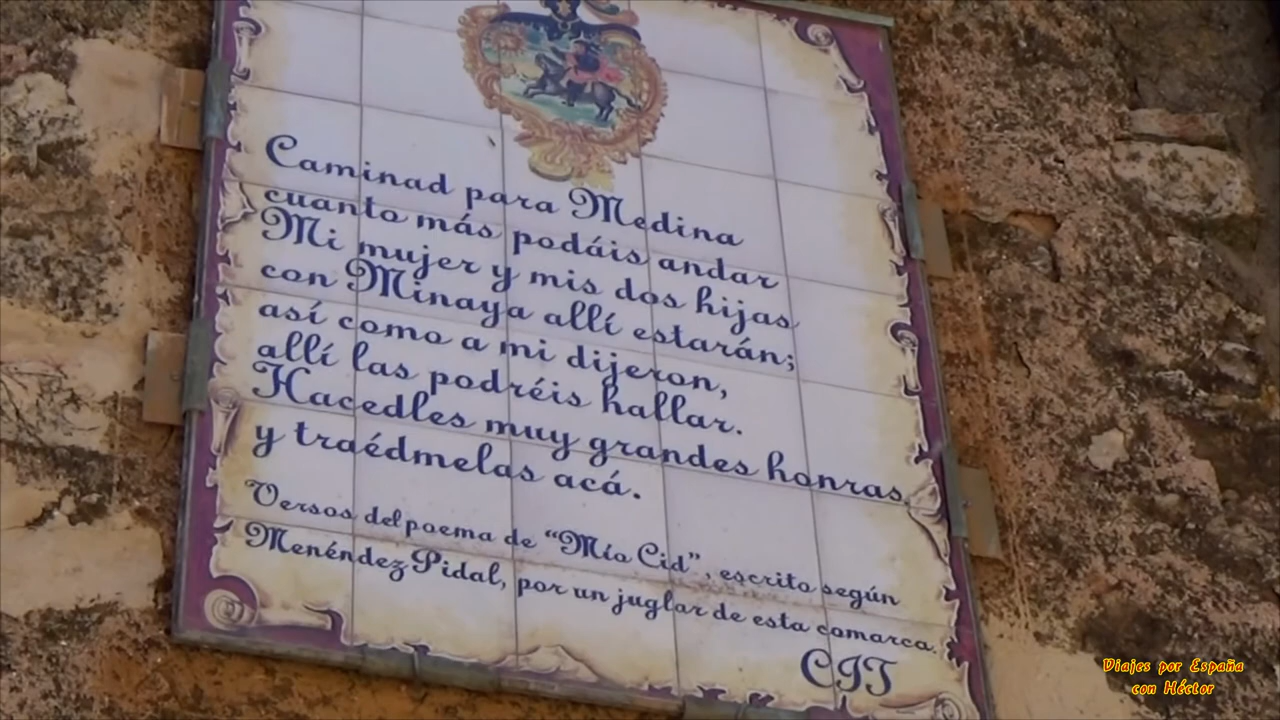 Caminad para Medina
cuanto más podáis andar
Mi mujer y mis dos hijas
con Minaya allí estarán;
así como a mi dijeron,
allí las podréis hallar.
Hacedles muy grandes honras
y traédmelas acá.
Versos del poema de “Mío Cid”, escrito según
Menéndez Pidal, por un juglar de esta comarca.
CIT
Viajes por España
con Héctor